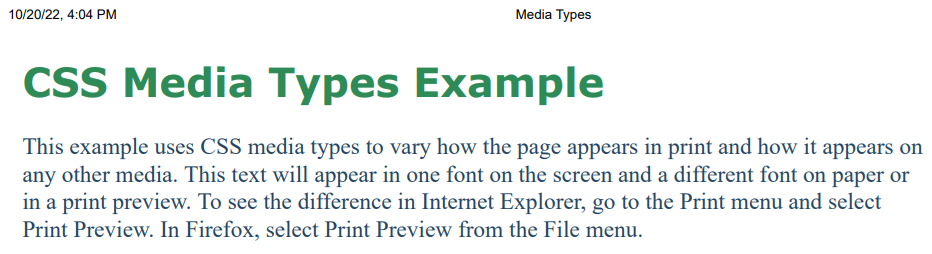 10/20/22, 4:04 PM Media Types
CSS Media Types Example
This example uses CSS media types to vary how the page appears in print and how it appears on
any other media. This text will appear in one font on the screen and a different font on paper or
in a print preview. To see the difference in Internet Explorer, go to the Print menu and select
Print Preview. In Firefox, select Print Preview from the File menu.